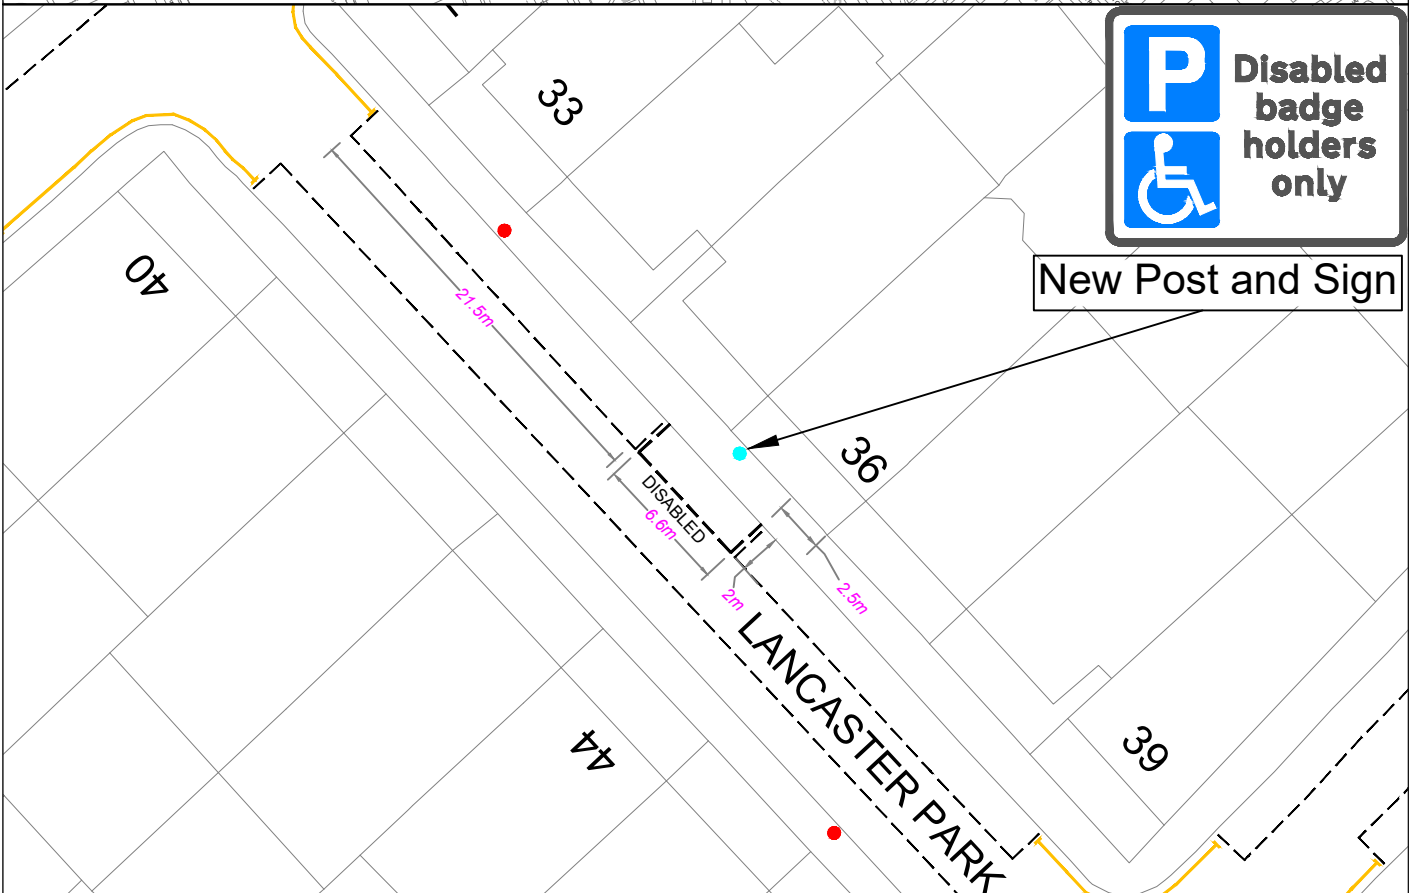 P
Disabled
badge
holders
only
New Post and Sign
33
40
21.5m
36
DISABLED
6.6m
2m
2.5m
LANCASTER PARK
39
44